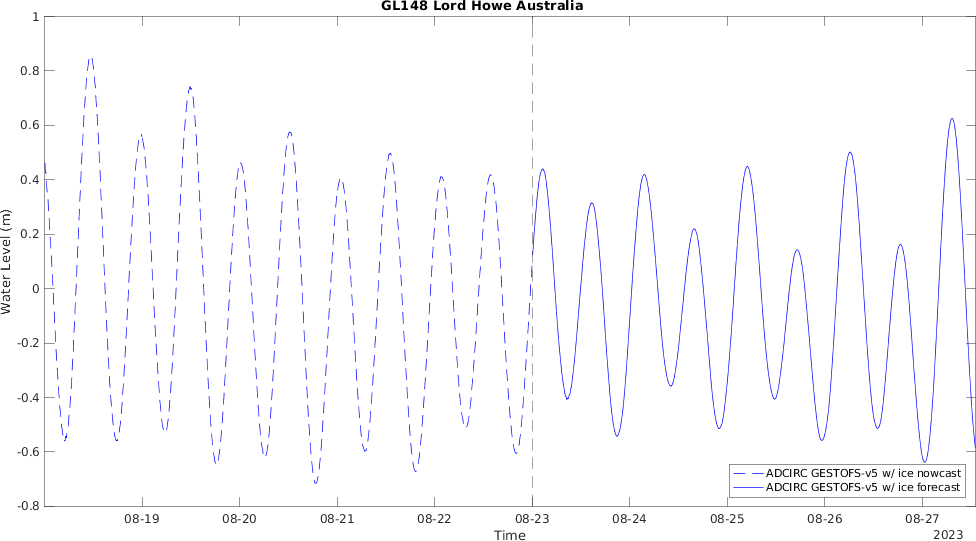 GL148 Lord Howe Australia
1
0.8
0.6
0.4
0.2
0
-0.2
-0.4
-0.6
-0.8
Water Level (m)
ADCIRC GESTOFS-v5 w/ ice nowcast
ADCIRC GESTOFS-v5 w/ ice forecast
08-19 08-20 08-21 08-22 08-23 08-24 08-25 08-26 08-27
Time
2023